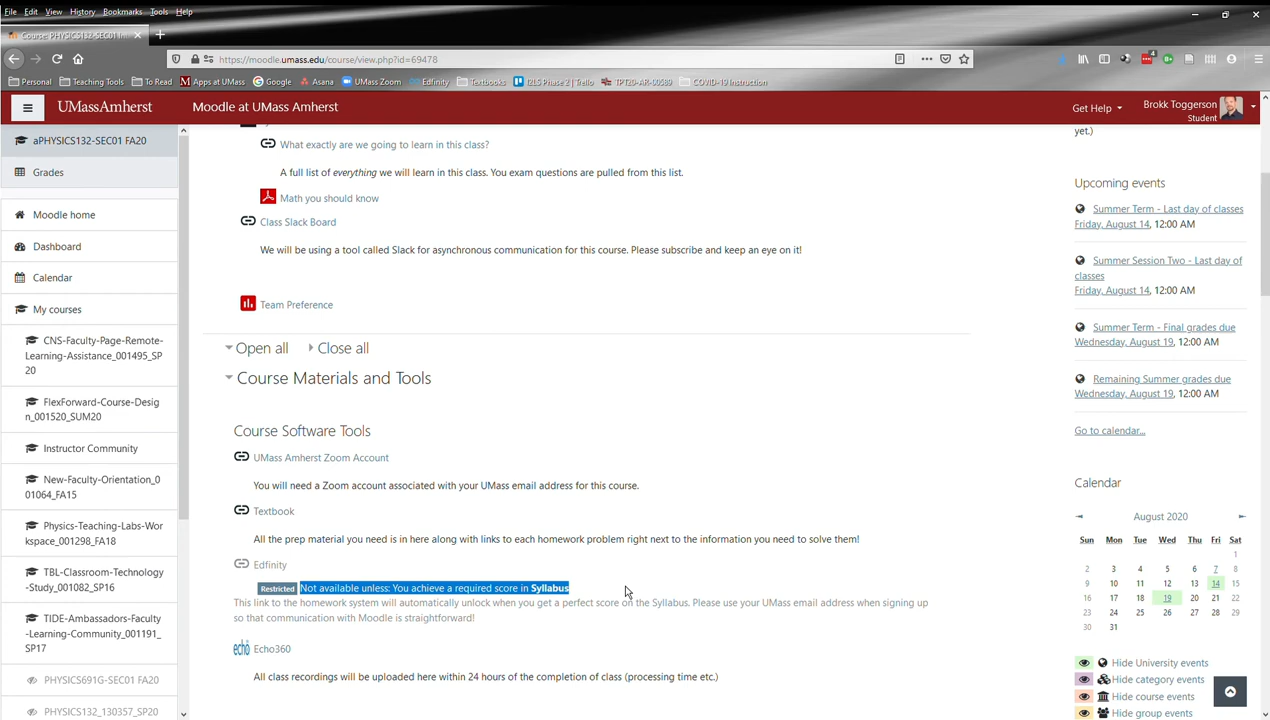 File Edit View History Bookmarks Tools Help
Course: PHYSICS132-SEC01
https://moodle.umass.edu/course/view.php?id=69478
Personal Teaching Tools To Read Apps at UMass Google Asana UMass Zoom Edfinity Textbooks I2LS Phase 2 | Trello TPT20-AR-00589 COVID-19 Instruction
UMassAmherst Moodle at UMass Amherst Get Help Brokk Toggerson
Student
aPHYSICS132-SEC01 FA20
Grades
Moodle home
Dashboard
Calendar
My courses
CNS-Faculty-Page-Remote-
Learning-Assistance_001495_SP
20
FlexForward-Course-Desig
n_001520_SUM20
Instructor Community
New-Faculty-Orientation_0
01064_FA15
Physics-Teaching-Labs-Wor
kspace_001298_FA18
TBL-Classroom-Technology
-Study_001082_SP16
TIDE-Ambassadors-Faculty
-Learning-Community_001191_
SP17
PHYSICS691G-SEC01 FA20
PHYSICS132_130357_SP20
What exactly are we going to learn in this class?
A full list of everything we will learn in this class. You exam questions are pulled from this list.
Math you should know
Class Slack Board
We will be using a tool called Slack for asynchronous communication for this course. Please subscribe and keep an eye on it!
Team Preference
Open all Close all
Course Materials and Tools
Course Software Tools
UMass Amherst Zoom Account
You will need a Zoom account associated with your UMass email address for this course.
Textbook
All the prep material you need is in here along with links to each homework problem right next to the information you need to solve them!
Edfinity
Restricted Not available unless: You achieve a required score in Syllabus
This link to the homework system will automatically unlock when you get a perfect score on the Syllabus. Please use your UMass email address when signing up
so that communication with Moodle is straightforward!
echo Echo360
All class recordings will be uploaded here within 24 hours of the completion of class (processing time etc.)
yet.)
Upcoming events
Summer Term - Last day of classes
Friday, August 14, 12:00 AM
Summer Session Two - Last day of
classes
Friday, August 14, 12:00 AM
Summer Term - Final grades due
Wednesday, August 19, 12:00 AM
Remaining Summer grades due
Wednesday, August 19, 12:00 AM
Go to calendar...
Calendar
August 2020
Sun Mon Tue Wed Thu Fri Sat
1
2 3 4 5 6 7 8
9 10 11 12 13 14 15
16 17 18 19 20 21 22
23 24 25 26 27 28 29
30 31
Hide University events
Hide category events
Hide course events
Hide group events
4